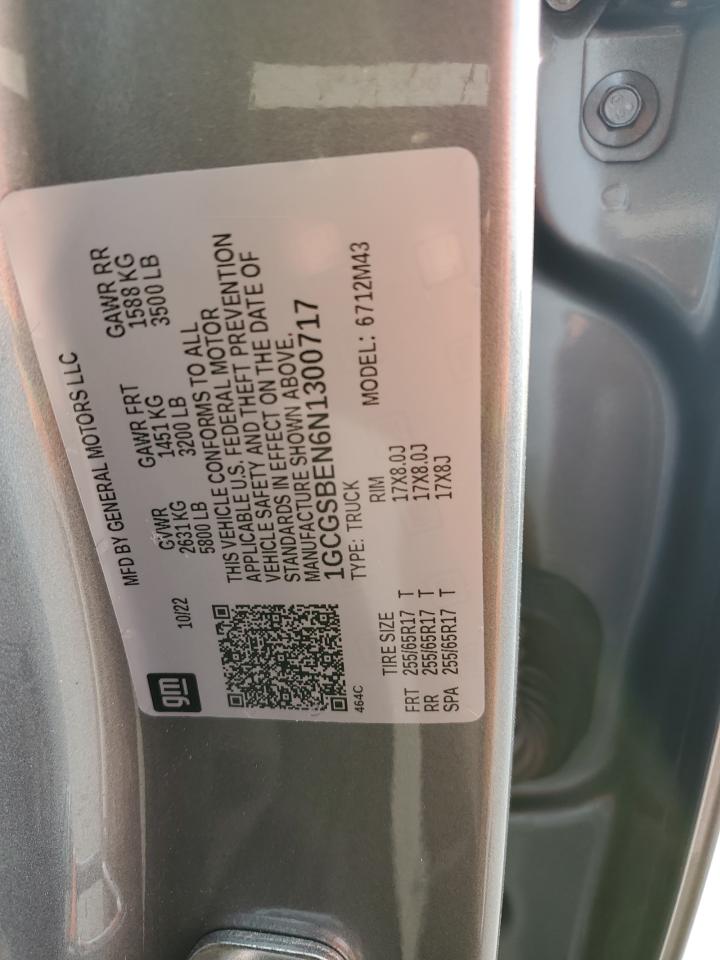 MFD BY GENERAL MOTORS LLC
gm
10/22
GVWR
2631 KG
5800 LB
GAWR FRT
1451 KG
3200 LB
GAWR RR
1588 KG
3500 LB
THIS VEHICLE CONFORMS TO ALL
APPLICABLE U.S. FEDERAL MOTOR
VEHICLE SAFETY AND THEFT PREVENTION
STANDARDS IN EFFECT ON THE DATE OF
MANUFACTURE SHOWN ABOVE.
1GCGSBEN6N1300717
TYPE: TRUCK
MODEL: 6712M43
464C
TIRE SIZE RIM
FRT 255/65R17 T 17X8.0J
RR 255/65R17 T 17X8.0J
SPA 255/65R17 T 17X8J